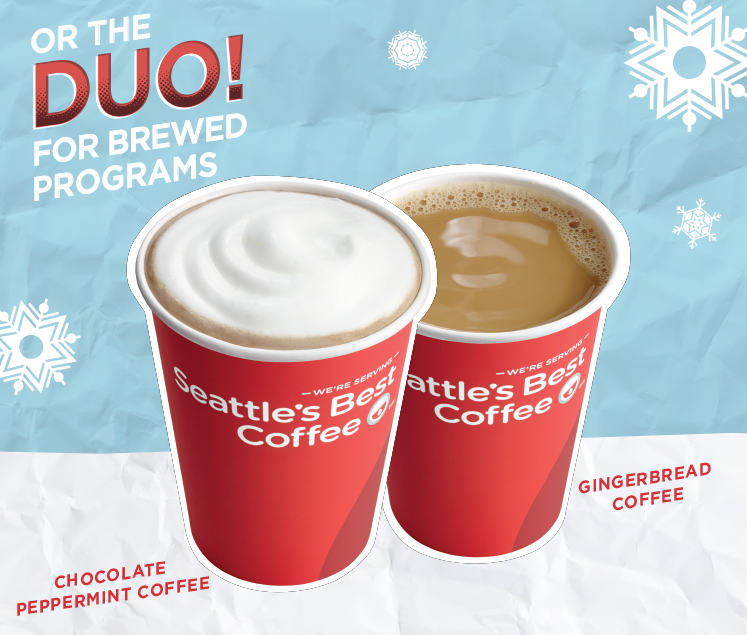 OR THE
DUO!
FOR BREWED
PROGRAMS
— WE'RE SERVING —
Seattle's Best
Coffee
— WE'RE SERVING —
attle's Best
Coffee
GINGERBREAD
COFFEE
CHOCOLATE
PEPPERMINT COFFEE